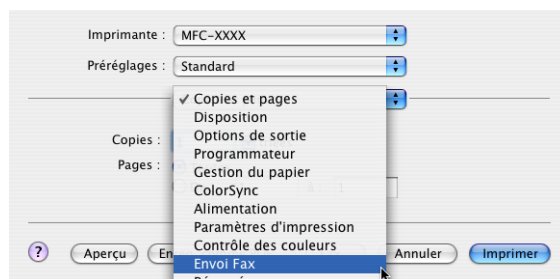 Imprimante : MFC-XXXX
Préréglages : Standard
✓ Copies et pages
Disposition
Options de sortie
Copies :
Programmateur
Pages :
Gestion du papier
ColorSync
Alimentation
Paramètres d'impression
Contrôle des couleurs
? Aperçu En Annuler Imprimer
Envoi Fax